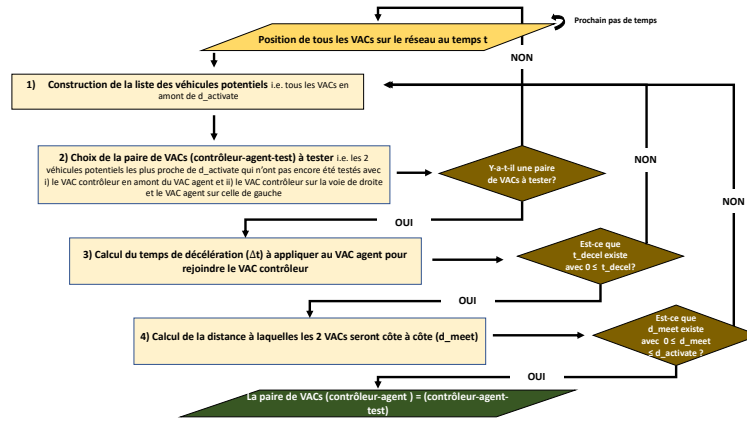 Position de tous les VACs sur le réseau au temps t
Prochain pas de temps
NON
1) Construction de la liste des véhicules potentiels i.e. tous les VACs en
amont de d_activate
2) Choix de la paire de VACs (contrôleur-agent-test) à tester i.e. les 2
véhicules potentiels les plus proche de d_activate qui n'ont pas encore été testés avec
i) le VAC contrôleur en amont du VAC agent et ii) le VAC contrôleur sur la voie de droite
et le VAC agent sur celle de gauche
Y-a-t-il une paire
de VACs à tester?
NON
NON
OUI
3) Calcul du temps de décélération (Δt) à appliquer au VAC agent pour
rejoindre le VAC contrôleur
Est-ce que
t_decel existe
avec 0 ≤ t_decel?
OUI
4) Calcul de la distance à laquelles les 2 VACs seront côte à côte (d_meet)
Est-ce que
d_meet existe
avec 0 ≤ d_meet
≤ d_activate ?
OUI
La paire de VACs (contrôleur-agent ) = (contrôleur-agent-
test)